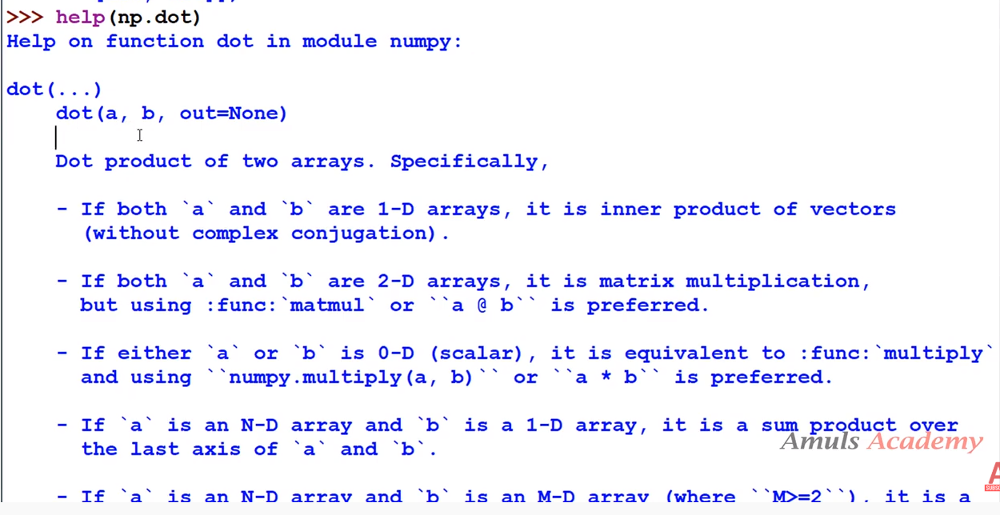 >>> help(np.dot)
Help on function dot in module numpy:
dot(...)
dot(a, b, out=None)
Dot product of two arrays. Specifically,
- If both `a` and `b` are 1-D arrays, it is inner product of vectors
(without complex conjugation).
- If both `a` and `b` are 2-D arrays, it is matrix multiplication,
but using :func:`matmul` or ``a @ b`` is preferred.
- If either `a` or `b` is 0-D (scalar), it is equivalent to :func:`multiply`
and using ``numpy.multiply(a, b)`` or ``a * b`` is preferred.
- If `a` is an N-D array and `b` is a 1-D array, it is a sum product over
the last axis of `a` and `b`.
Amuls Academy
- If `a` is an N-D array and `b` is an M-D array (where ``M>=2``), it is a